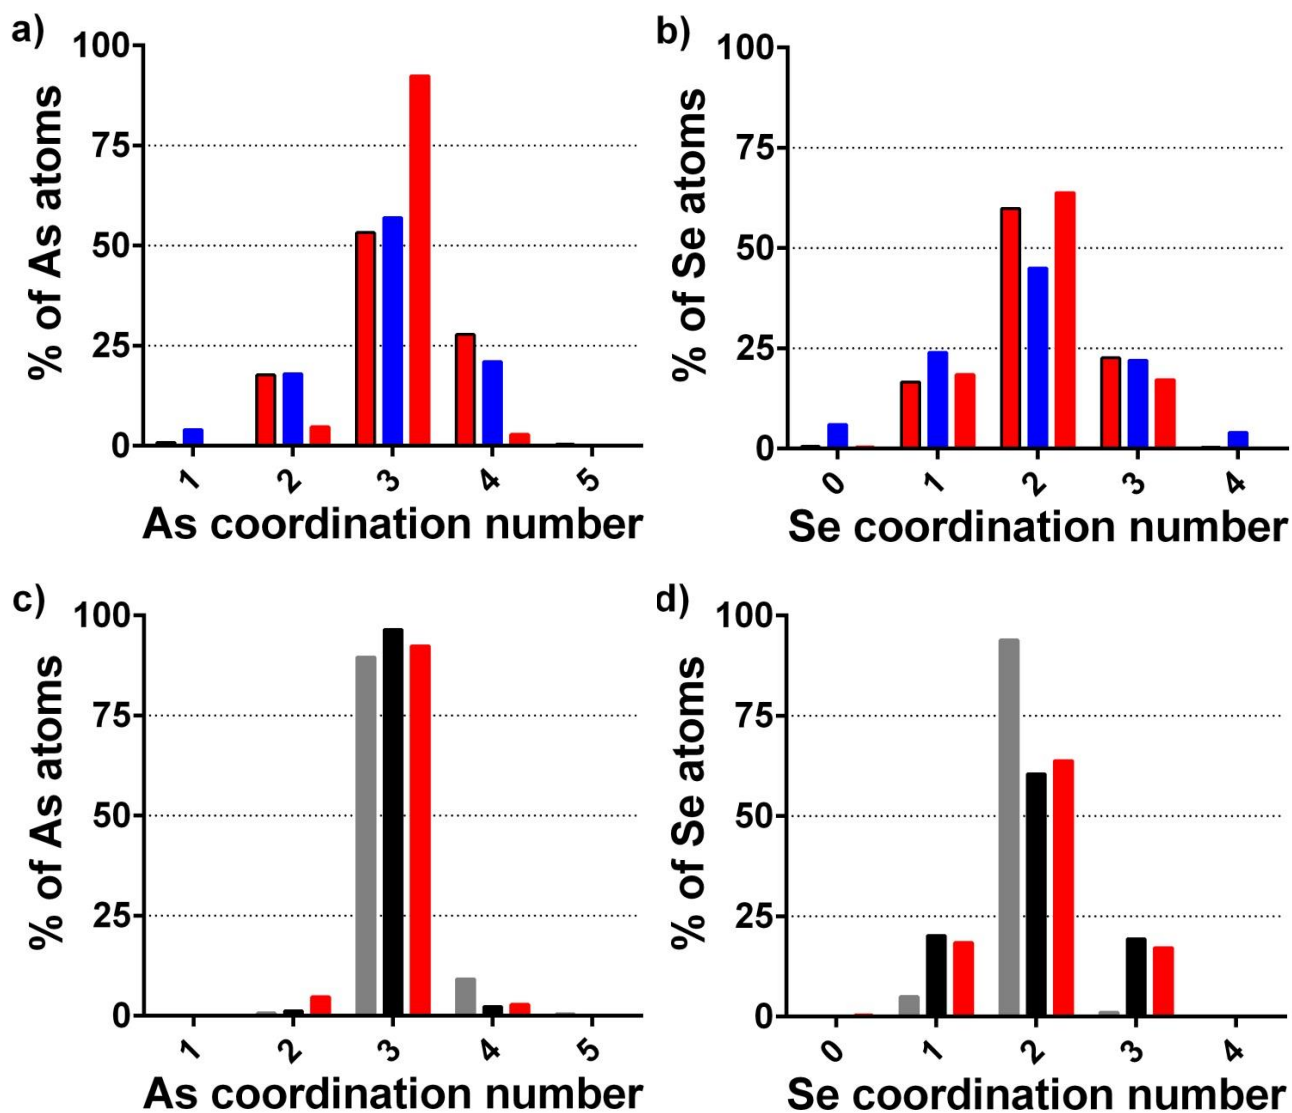 a)
% of As atoms
100
75
50
25
0
1 2 3 4 5
As coordination number
b)
% of Se atoms
100
75
50
25
0
0 1 2 3 4
Se coordination number
c)
% of As atoms
100
75
50
25
0
1 2 3 4 5
As coordination number
d)
% of Se atoms
100
75
50
25
0
0 1 2 3 4
Se coordination number